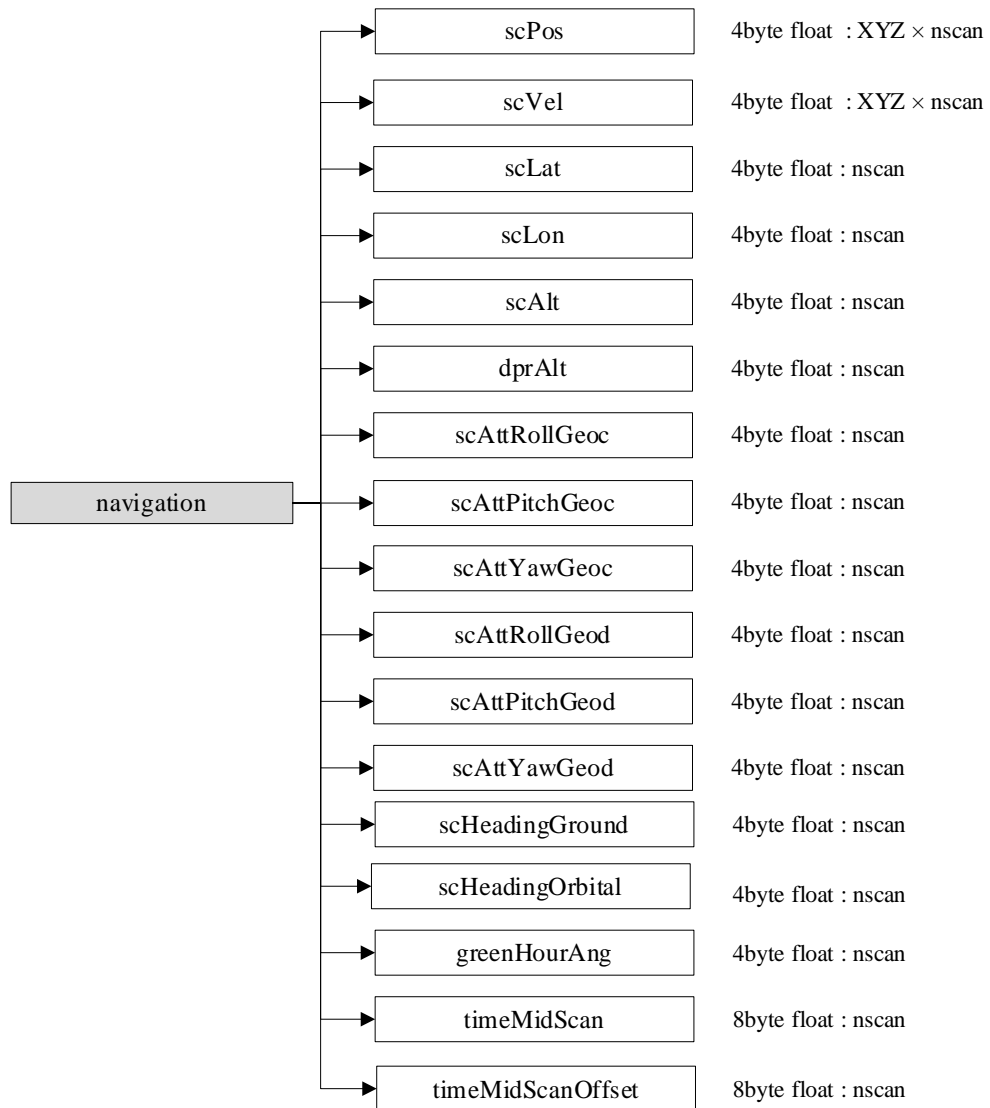 scPos 4byte float : XYZ × nscan
scVel 4byte float : XYZ × nscan
scLat 4byte float : nscan
scLon 4byte float : nscan
scAlt 4byte float : nscan
dprAlt 4byte float : nscan
scAttRollGeoc 4byte float : nscan
navigation scAttPitchGeoc 4byte float : nscan
scAttYawGeoc 4byte float : nscan
scAttRollGeod 4byte float : nscan
scAttPitchGeod 4byte float : nscan
scAttYawGeod 4byte float : nscan
scHeadingGround 4byte float : nscan
scHeadingOrbital 4byte float : nscan
greenHourAng 4byte float : nscan
timeMidScan 8byte float : nscan
timeMidScanOffset 8byte float : nscan